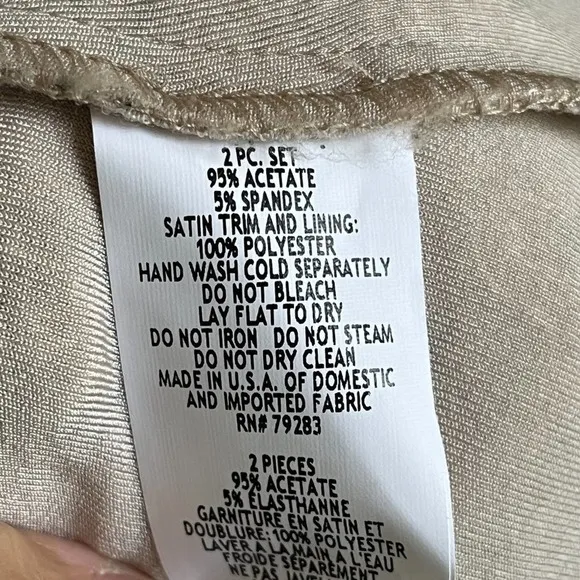 2 PC. SET
95% ACETATE
5% SPANDEX
SATIN TRIM AND LINING:
100% POLYESTER
HAND WASH COLD SEPARATELY
DO NOT BLEACH
LAY FLAT TO DRY
DO NOT IRON DO NOT STEAM
DO NOT DRY CLEAN
MADE IN U.S.A. OF DOMESTIC
AND IMPORTED FABRIC
RN# 79283
2 PIECES
95% ACETATE
5% ELASTHANNE
GARNITURE EN SATIN ET
DOUBLURE: 100% POLYESTER
LAVER A LA MAIN A L'EAU
FROIDE SEPAREMENT
NE PAS